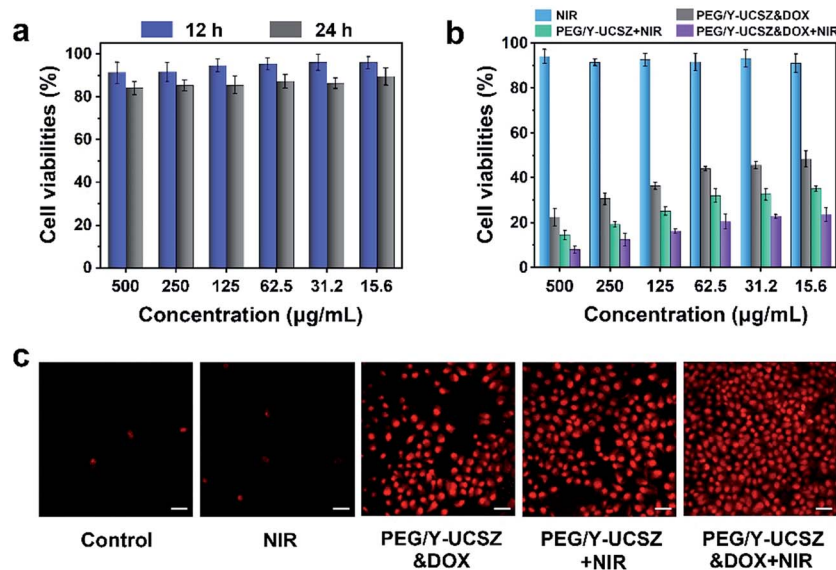 a
12 h
24 h
Cell viabilities (%)
100
80
60
40
20
0
500 250 125 62.5 31.2 15.6
Concentration (μg/mL)
b
NIR
PEG/Y-UCSZ&DOX
PEG/Y-UCSZ+NIR
PEG/Y-UCSZ&DOX+NIR
Cell viabilities (%)
100
80
60
40
20
0
500 250 125 62.5 31.2 15.6
Concentration (μg/mL)
c
Control
NIR
PEG/Y-UCSZ
&DOX
PEG/Y-UCSZ
+NIR
PEG/Y-UCSZ
&DOX+NIR